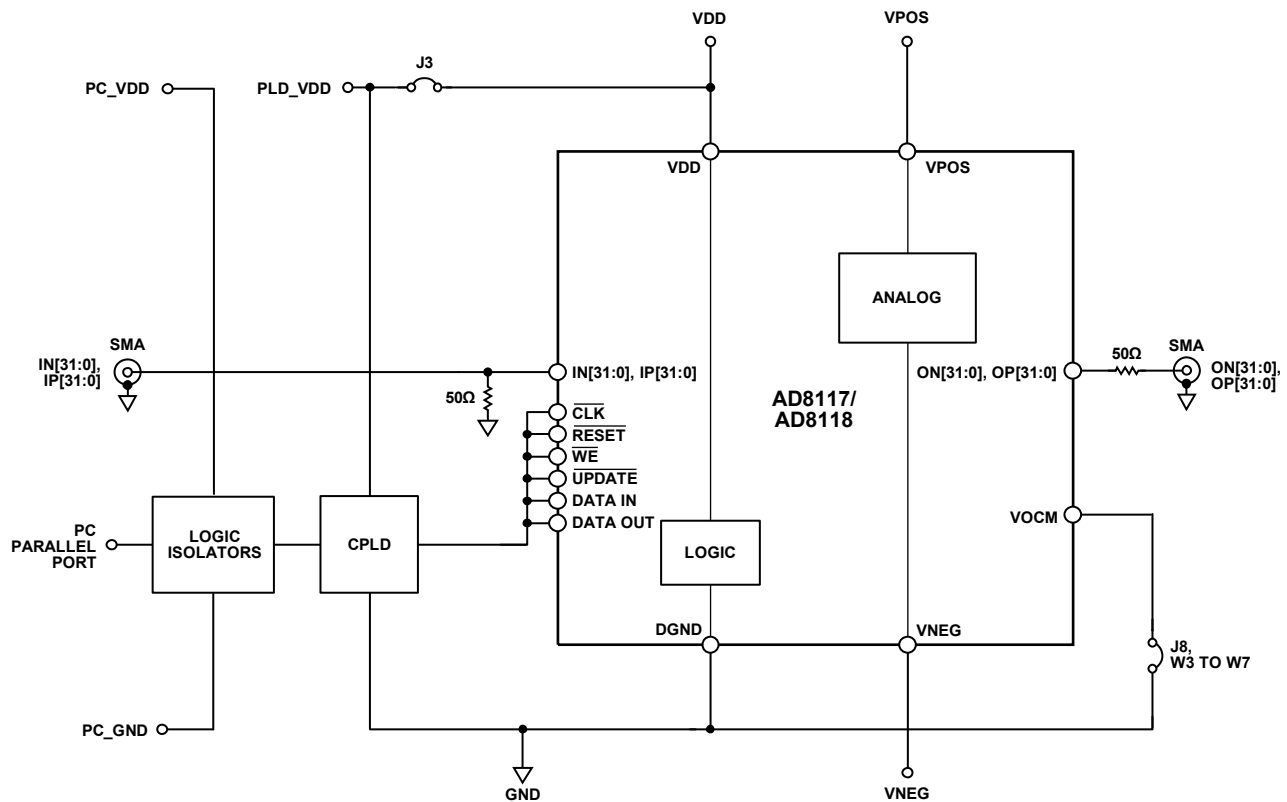 VDD
VPOS
J3
PC_VDD
PLD_VDD
VDD
VPOS
ANALOG
SMA
IN[31:0],
IP[31:0]
50Ω
IN[31:0], IP[31:0]
CLK
RESET
WE
UPDATE
DATA IN
DATA OUT
AD8117/
AD8118
ON[31:0], OP[31:0]
50Ω
SMA
ON[31:0],
OP[31:0]
VOCM
PC
PARALLEL
PORT
LOGIC
ISOLATORS
CPLD
LOGIC
DGND
VNEG
J8,
W3 TO W7
PC_GND
GND
VNEG